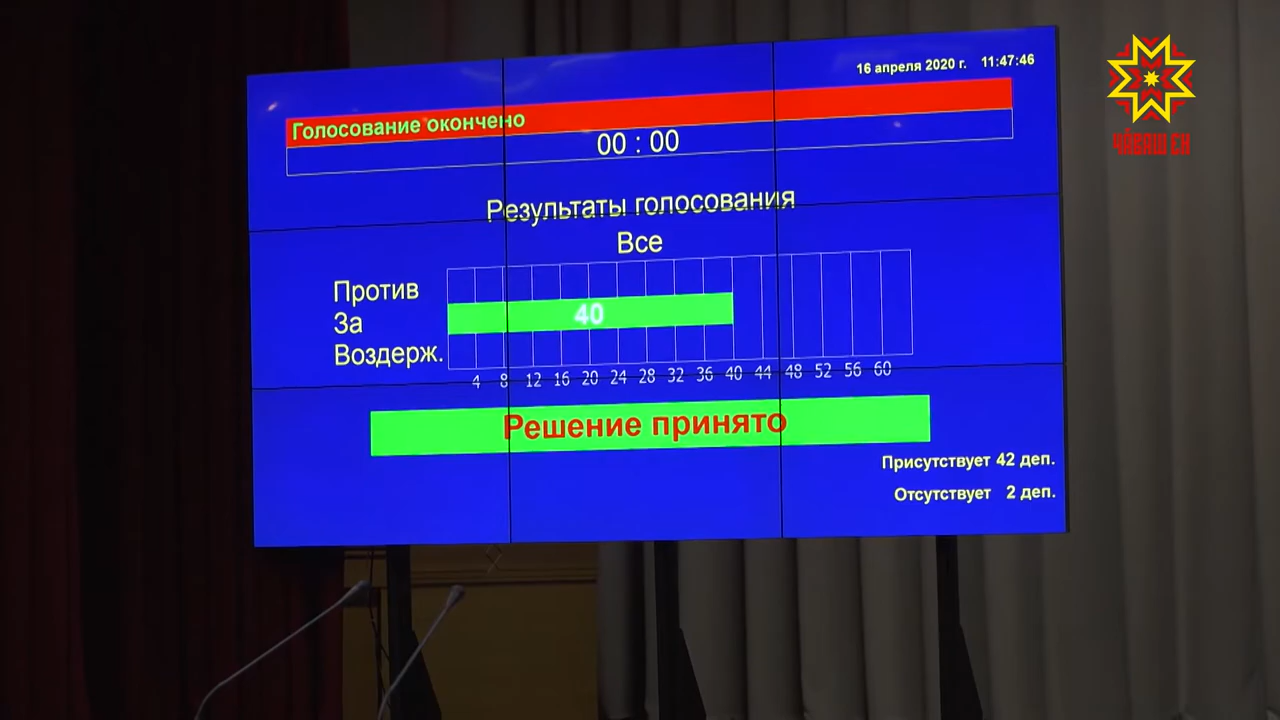 16 апреля 2020 г. 11:47:46
Голосование окончено
00 : 00
Результаты голосования
Все
Против
За
40
Воздерж.
4 8 12 16 20 24 28 32 36 40 44 48 52 56 60
Решение принято
Присутствует 42 деп.
Отсутствует 2 деп.
ЧӐВАШ ЕН